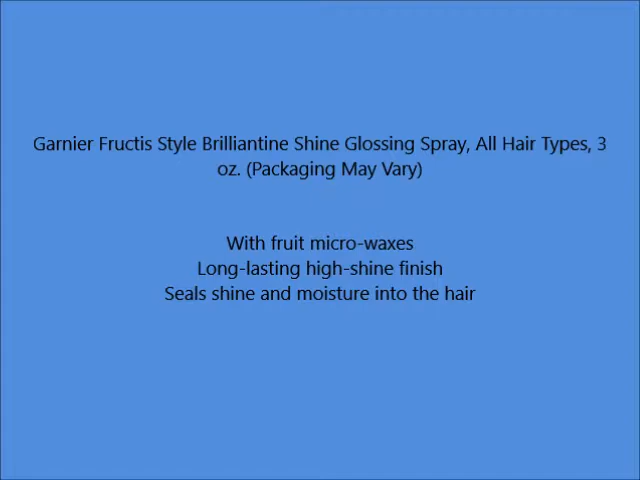 Garnier Fructis Style Brilliantine Shine Glossing Spray, All Hair Types, 3
oz. (Packaging May Vary)
With fruit micro-waxes
Long-lasting high-shine finish
Seals shine and moisture into the hair